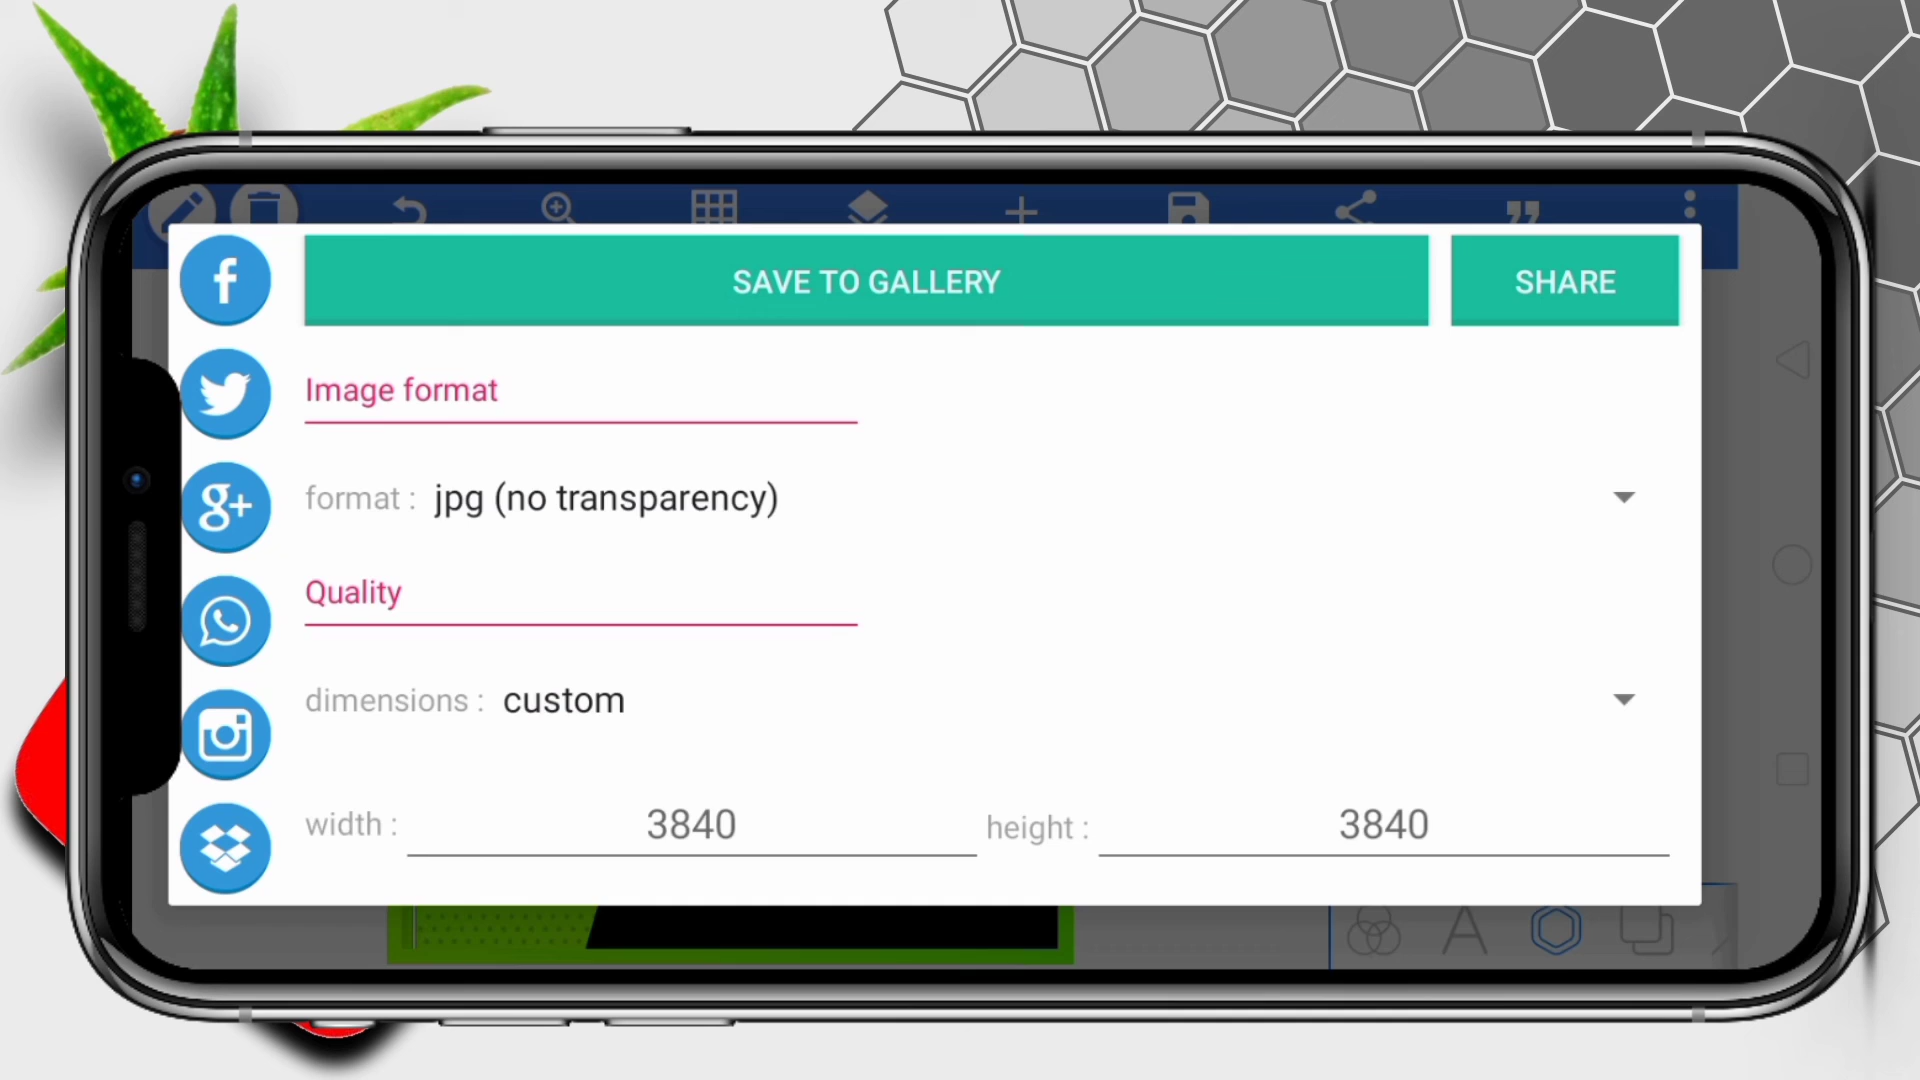 SAVE TO GALLERY
SHARE
Image format
format : jpg (no transparency)
Quality
dimensions : custom
width : 3840 height : 3840